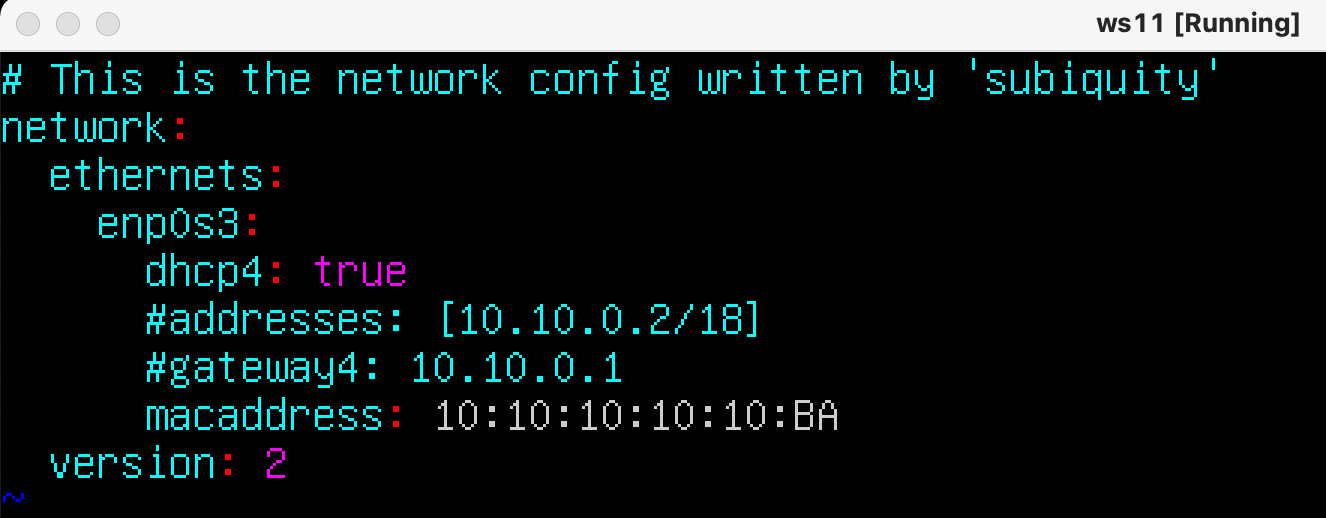 ws11 [Running]
# This is the network config written by 'subiquity'
network:
  ethernets:
    enp0s3:
      dhcp4: true
      #addresses: [10.10.0.2/18]
      #gateway4: 10.10.0.1
      macaddress: 10:10:10:10:10:BA
  version: 2
~